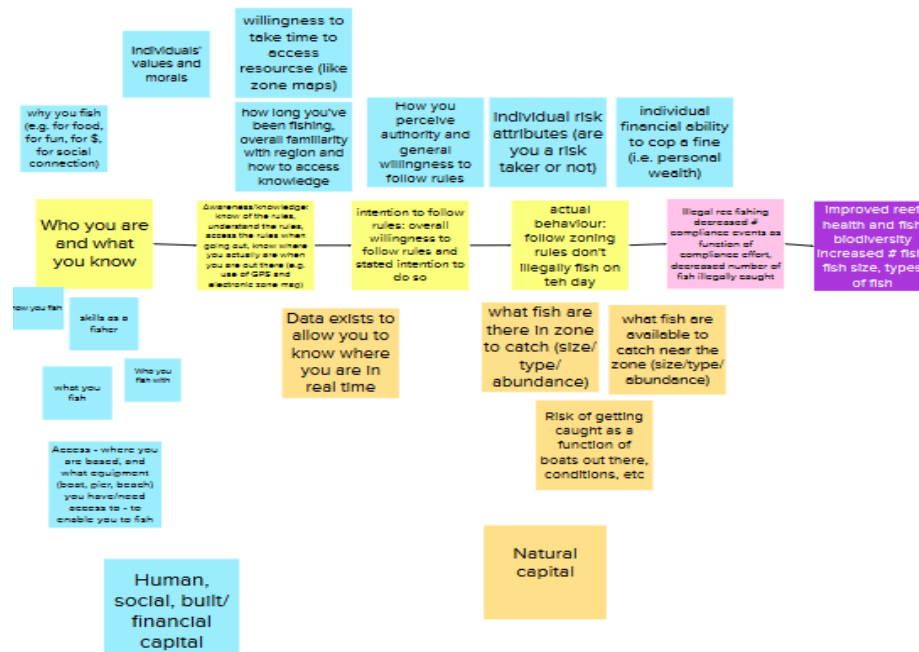 willingness to
take time to
access
resourcse (like
zone maps)
Individuals'
values and
morals
why you fish
(e.g. for food,
for fun, for $,
for social
connection)
how long you've
been fishing,
overall familiarity
with region and
how to access
knowledge
How you
perceive
authority and
general
willingness to
follow rules
Individual risk
attributes (are
you a risk
taker or not)
individual
financial ability
to cop a fine
(i.e. personal
wealth)
Who you are
and what
you know
Awareness/knowledge:
know of the rules,
understand the rules,
access the rules when
going out, know where
you actually are when
you are out there (e.g.
use of GPS and
electronic zone mag)
intention to follow
rules: overall
willingness to
follow rules and
stated intention to
do so
actual
behaviour:
follow zoning
rules don't
illegally fish on
teh day
Illegal rec fishing
decreased #
compliance events as
function of
compliance effort,
decreased number of
fish illegally caught
Improved reef
health and fish
biodiversity
increased # fish,
fish size, types
of fish
how you fish
skills as a
fisher
what you
fish
Who you
fish with
Access - where you
are based, and
what equipment
(boat, pier, beach)
you have/need
access to - to
enable you to fish
Data exists to
allow you to
know where
you are in
real time
what fish are
there in zone
to catch (size/
type/
abundance)
what fish are
available to
catch near the
zone (size/type/
abundance)
Risk of getting
caught as a
function of
boats out there,
conditions, etc
Human,
social, built/
financial
capital
Natural
capital